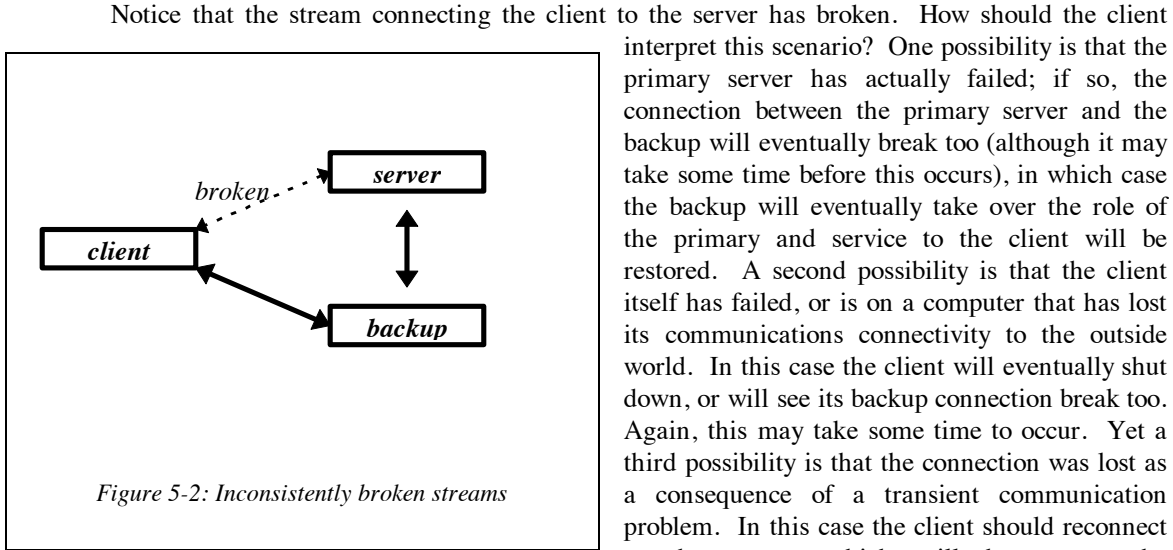 Notice that the stream connecting the client to the server has broken. How should the client
interpret this scenario? One possibility is that the
primary server has actually failed; if so, the
connection between the primary server and the
backup will eventually break too (although it may
take some time before this occurs), in which case
the backup will eventually take over the role of
the primary and service to the client will be
restored. A second possibility is that the client
itself has failed, or is on a computer that has lost
its communications connectivity to the outside
world. In this case the client will eventually shut
down, or will see its backup connection break too.
Again, this may take some time to occur. Yet a
third possibility is that the connection was lost as
a consequence of a transient communication
problem. In this case the client should reconnect
server
broken
client
backup
Figure 5-2: Inconsistently broken streams